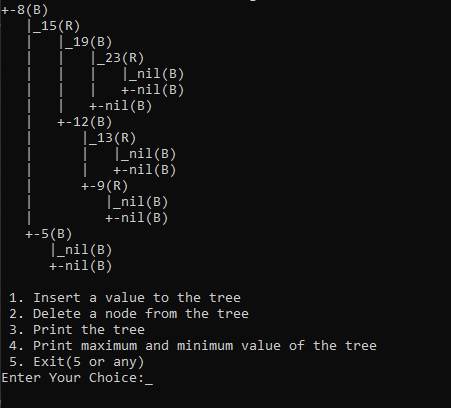 +-8(B)
   |_15(R)
   |   |_19(B)
   |   |   |_23(R)
   |   |   |   |_nil(B)
   |   |   |   +-nil(B)
   |   |   +-nil(B)
   |   +-12(B)
   |      |_13(R)
   |      |   |_nil(B)
   |      |   +-nil(B)
   |      +-9(R)
   |         |_nil(B)
   |         +-nil(B)
   +-5(B)
      |_nil(B)
      +-nil(B)
1. Insert a value to the tree
2. Delete a node from the tree
3. Print the tree
4. Print maximum and minimum value of the tree
5. Exit(5 or any)
Enter Your Choice:_